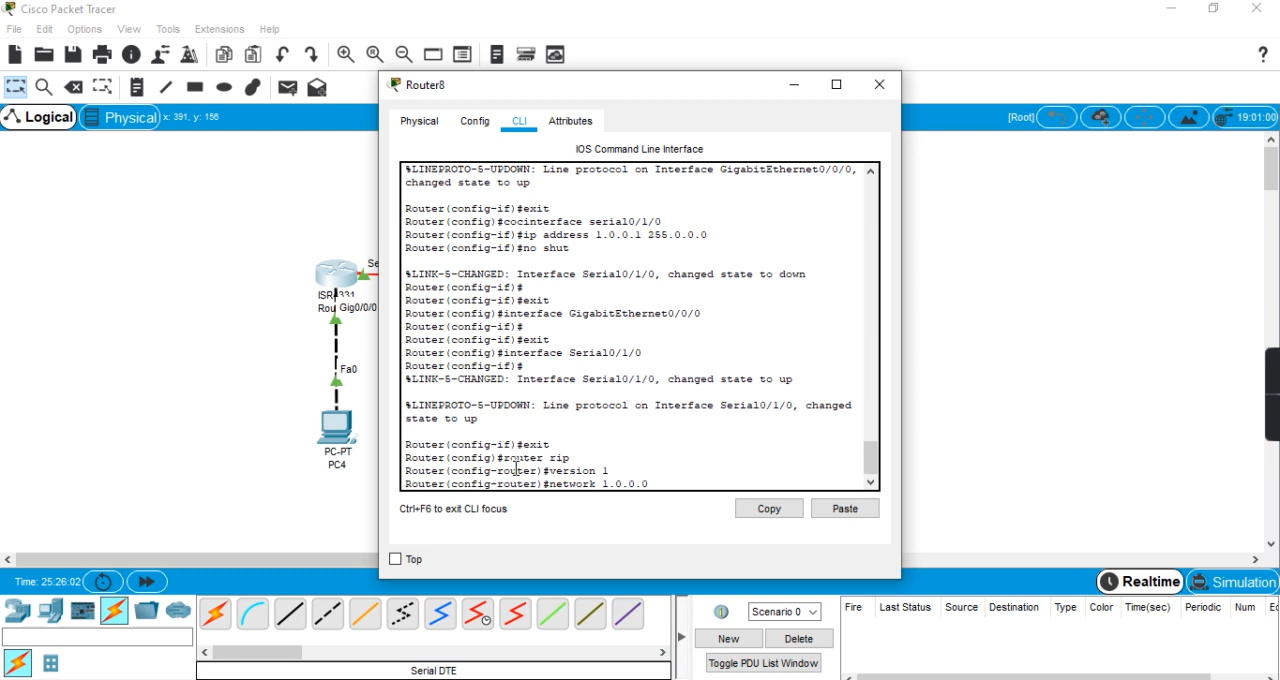 Cisco Packet Tracer
File Edit Options View Tools Extensions Help
Logical Physical x: 391, y: 156
[Root] 19:01:00
Router8
Physical Config CLI Attributes
IOS Command Line Interface
%LINEPROTO-5-UPDOWN: Line protocol on Interface GigabitEthernet0/0/0,
changed state to up
Router(config-if)#exit
Router(config)#cocinterface serial0/1/0
Router(config-if)#ip address 1.0.0.1 255.0.0.0
Router(config-if)#no shut
%LINK-5-CHANGED: Interface Serial0/1/0, changed state to down
Router(config-if)#
Router(config-if)#exit
Router(config)#interface GigabitEthernet0/0/0
Router(config-if)#
Router(config-if)#exit
Router(config)#interface Serial0/1/0
Router(config-if)#
%LINK-5-CHANGED: Interface Serial0/1/0, changed state to up
%LINEPROTO-5-UPDOWN: Line protocol on Interface Serial0/1/0, changed
state to up
Router(config-if)#exit
Router(config)#router rip
Router(config-router)#version 1
Router(config-router)#network 1.0.0.0
Ctrl+F6 to exit CLI focus
Copy
Paste
Top
Se
Rou Gig0/0/0
Fa0
PC-PT
PC4
Time: 25:26:02
Realtime Simulation
Scenario 0
New Delete
Toggle PDU List Window
Fire Last Status Source Destination Type Color Time(sec) Periodic Num Ed
Serial DTE